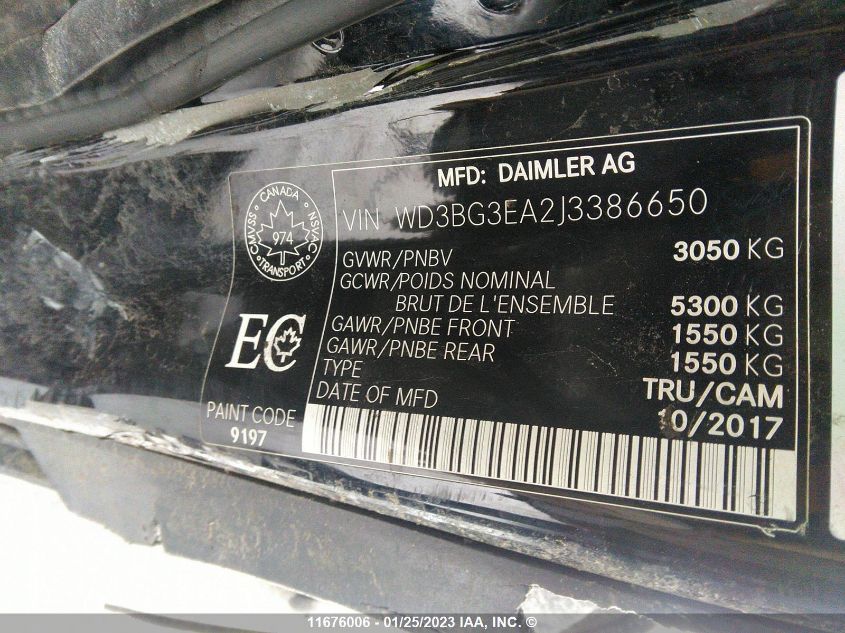 MFD: DAIMLER AG
CANADA
CMVSS NSVAC
974
TRANSPORT
VIN WD3BG3EA2J3386650
GVWR/PNBV 3050 KG
GCWR/POIDS NOMINAL
BRUT DE L'ENSEMBLE 5300 KG
GAWR/PNBE FRONT 1550 KG
GAWR/PNBE REAR 1550 KG
TYPE TRU/CAM
DATE OF MFD 10/2017
EC
PAINT CODE
9197
11676006 - 01/25/2023 IAA, INC. ©